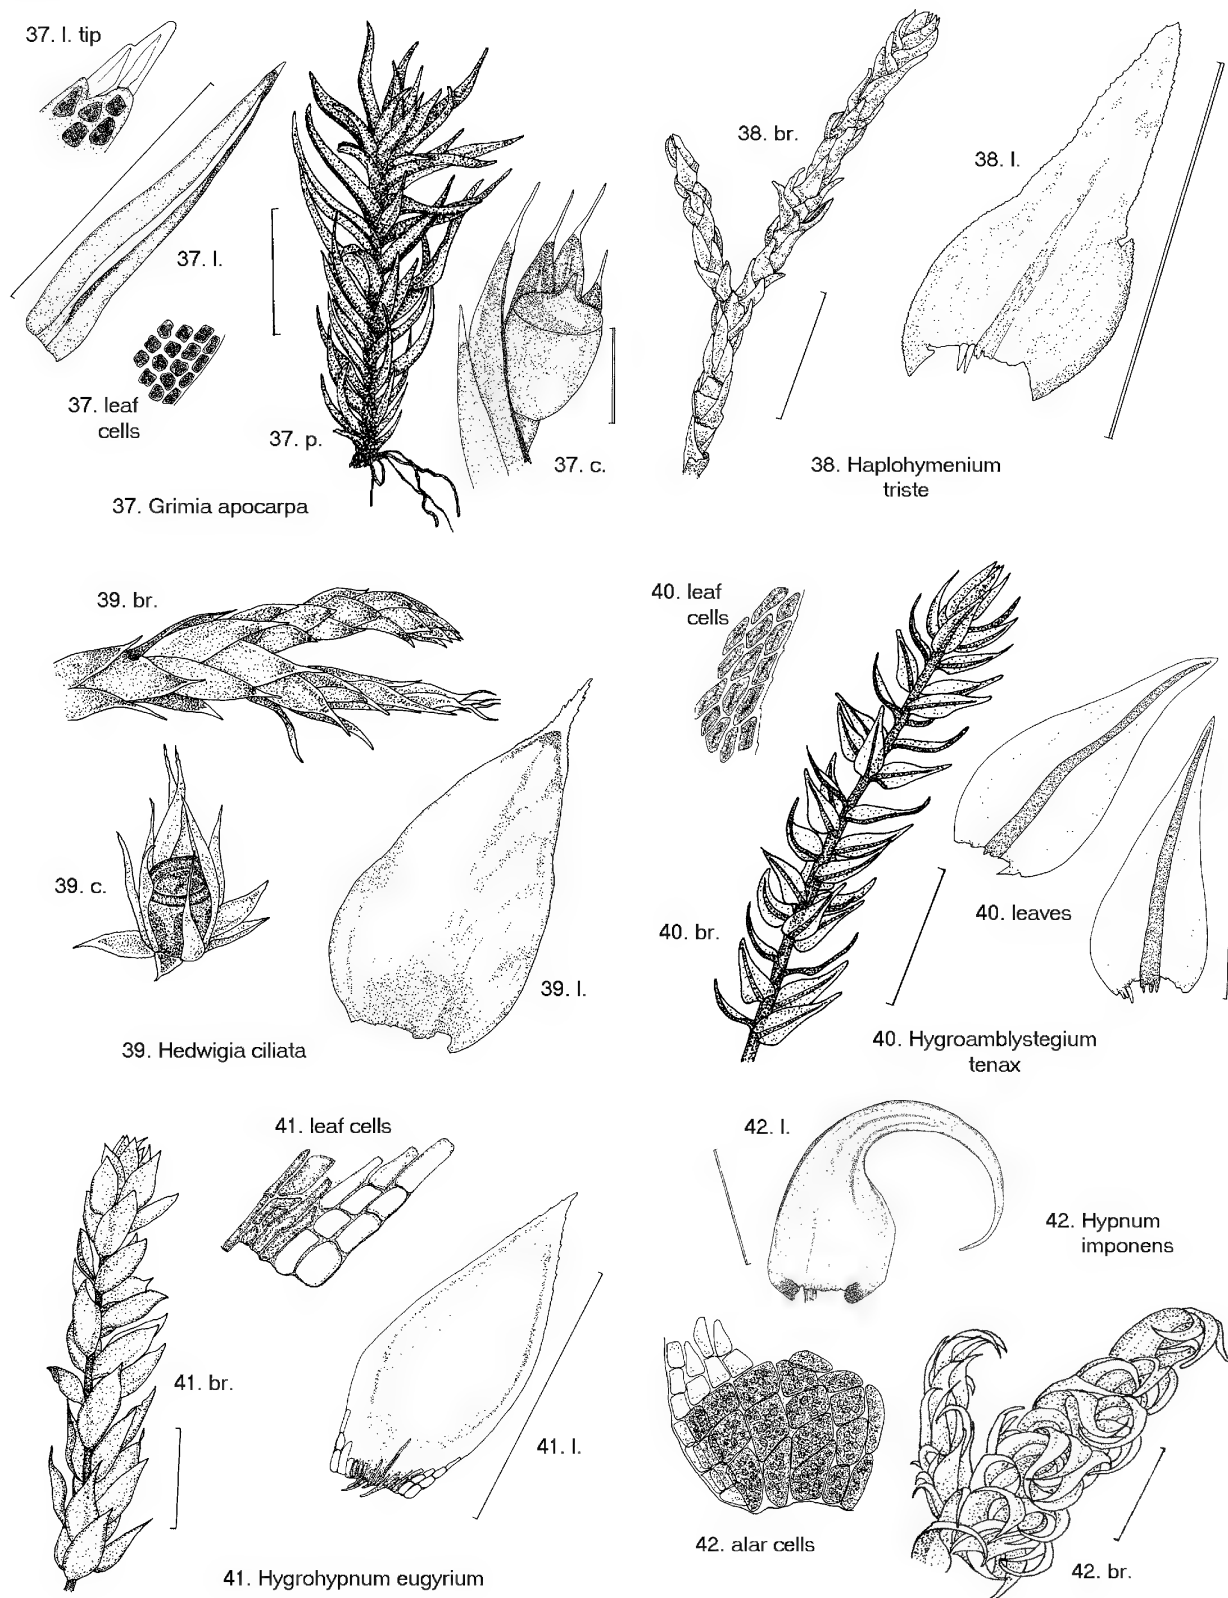 37. l. tip
37. l.
37. leaf
cells
37. p.
37. c.
37. Grimia apocarpa
38. br.
38. l.
38. Haplohymenium
triste
39. br.
39. c.
39. l.
39. Hedwigia ciliata
40. leaf
cells
40. br.
40. leaves
40. Hygroamblystegium
tenax
41. leaf cells
41. br.
41. l.
41. Hygrohypnum eugyrium
42. l.
42. Hypnum
imponens
42. alar cells
42. br.